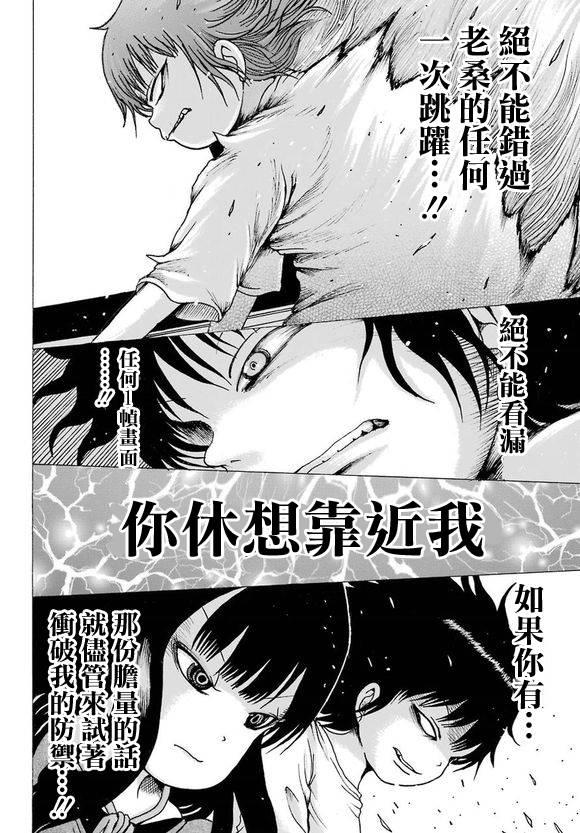 絕不能錯過
老桑的任何
一次跳躍…!!
絕不能看漏
任何1幀畫面
……!!
你休想靠近我
如果你有…
那份膽量的話
就儘管來試著
衝破我的防禦…!!